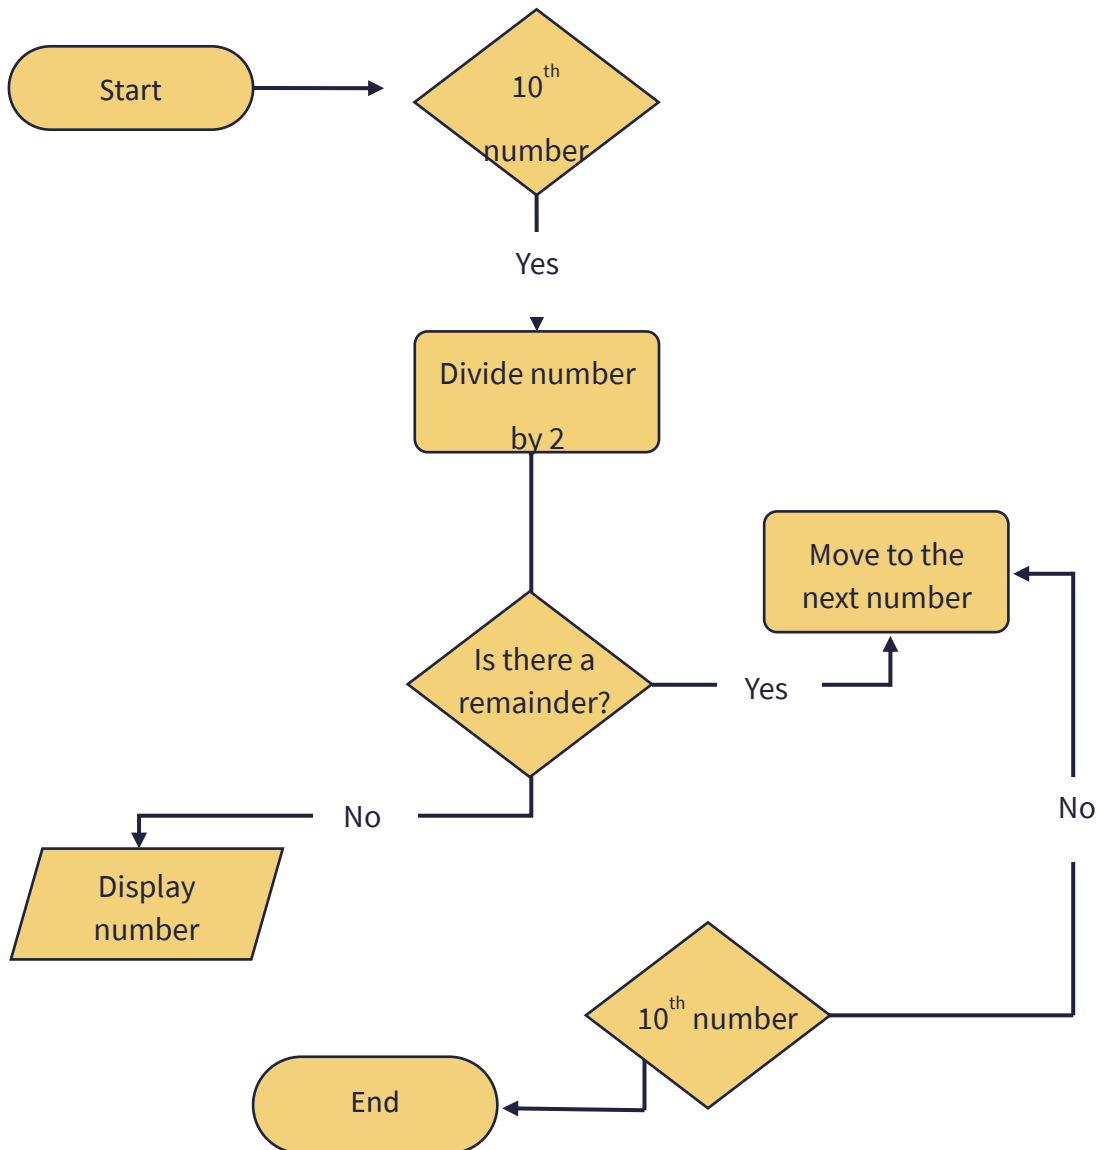 Start
10th
number
Yes
Divide number
by 2
Move to the
next number
Is there a
remainder?
Yes
No
No
Display
number
10th number
End